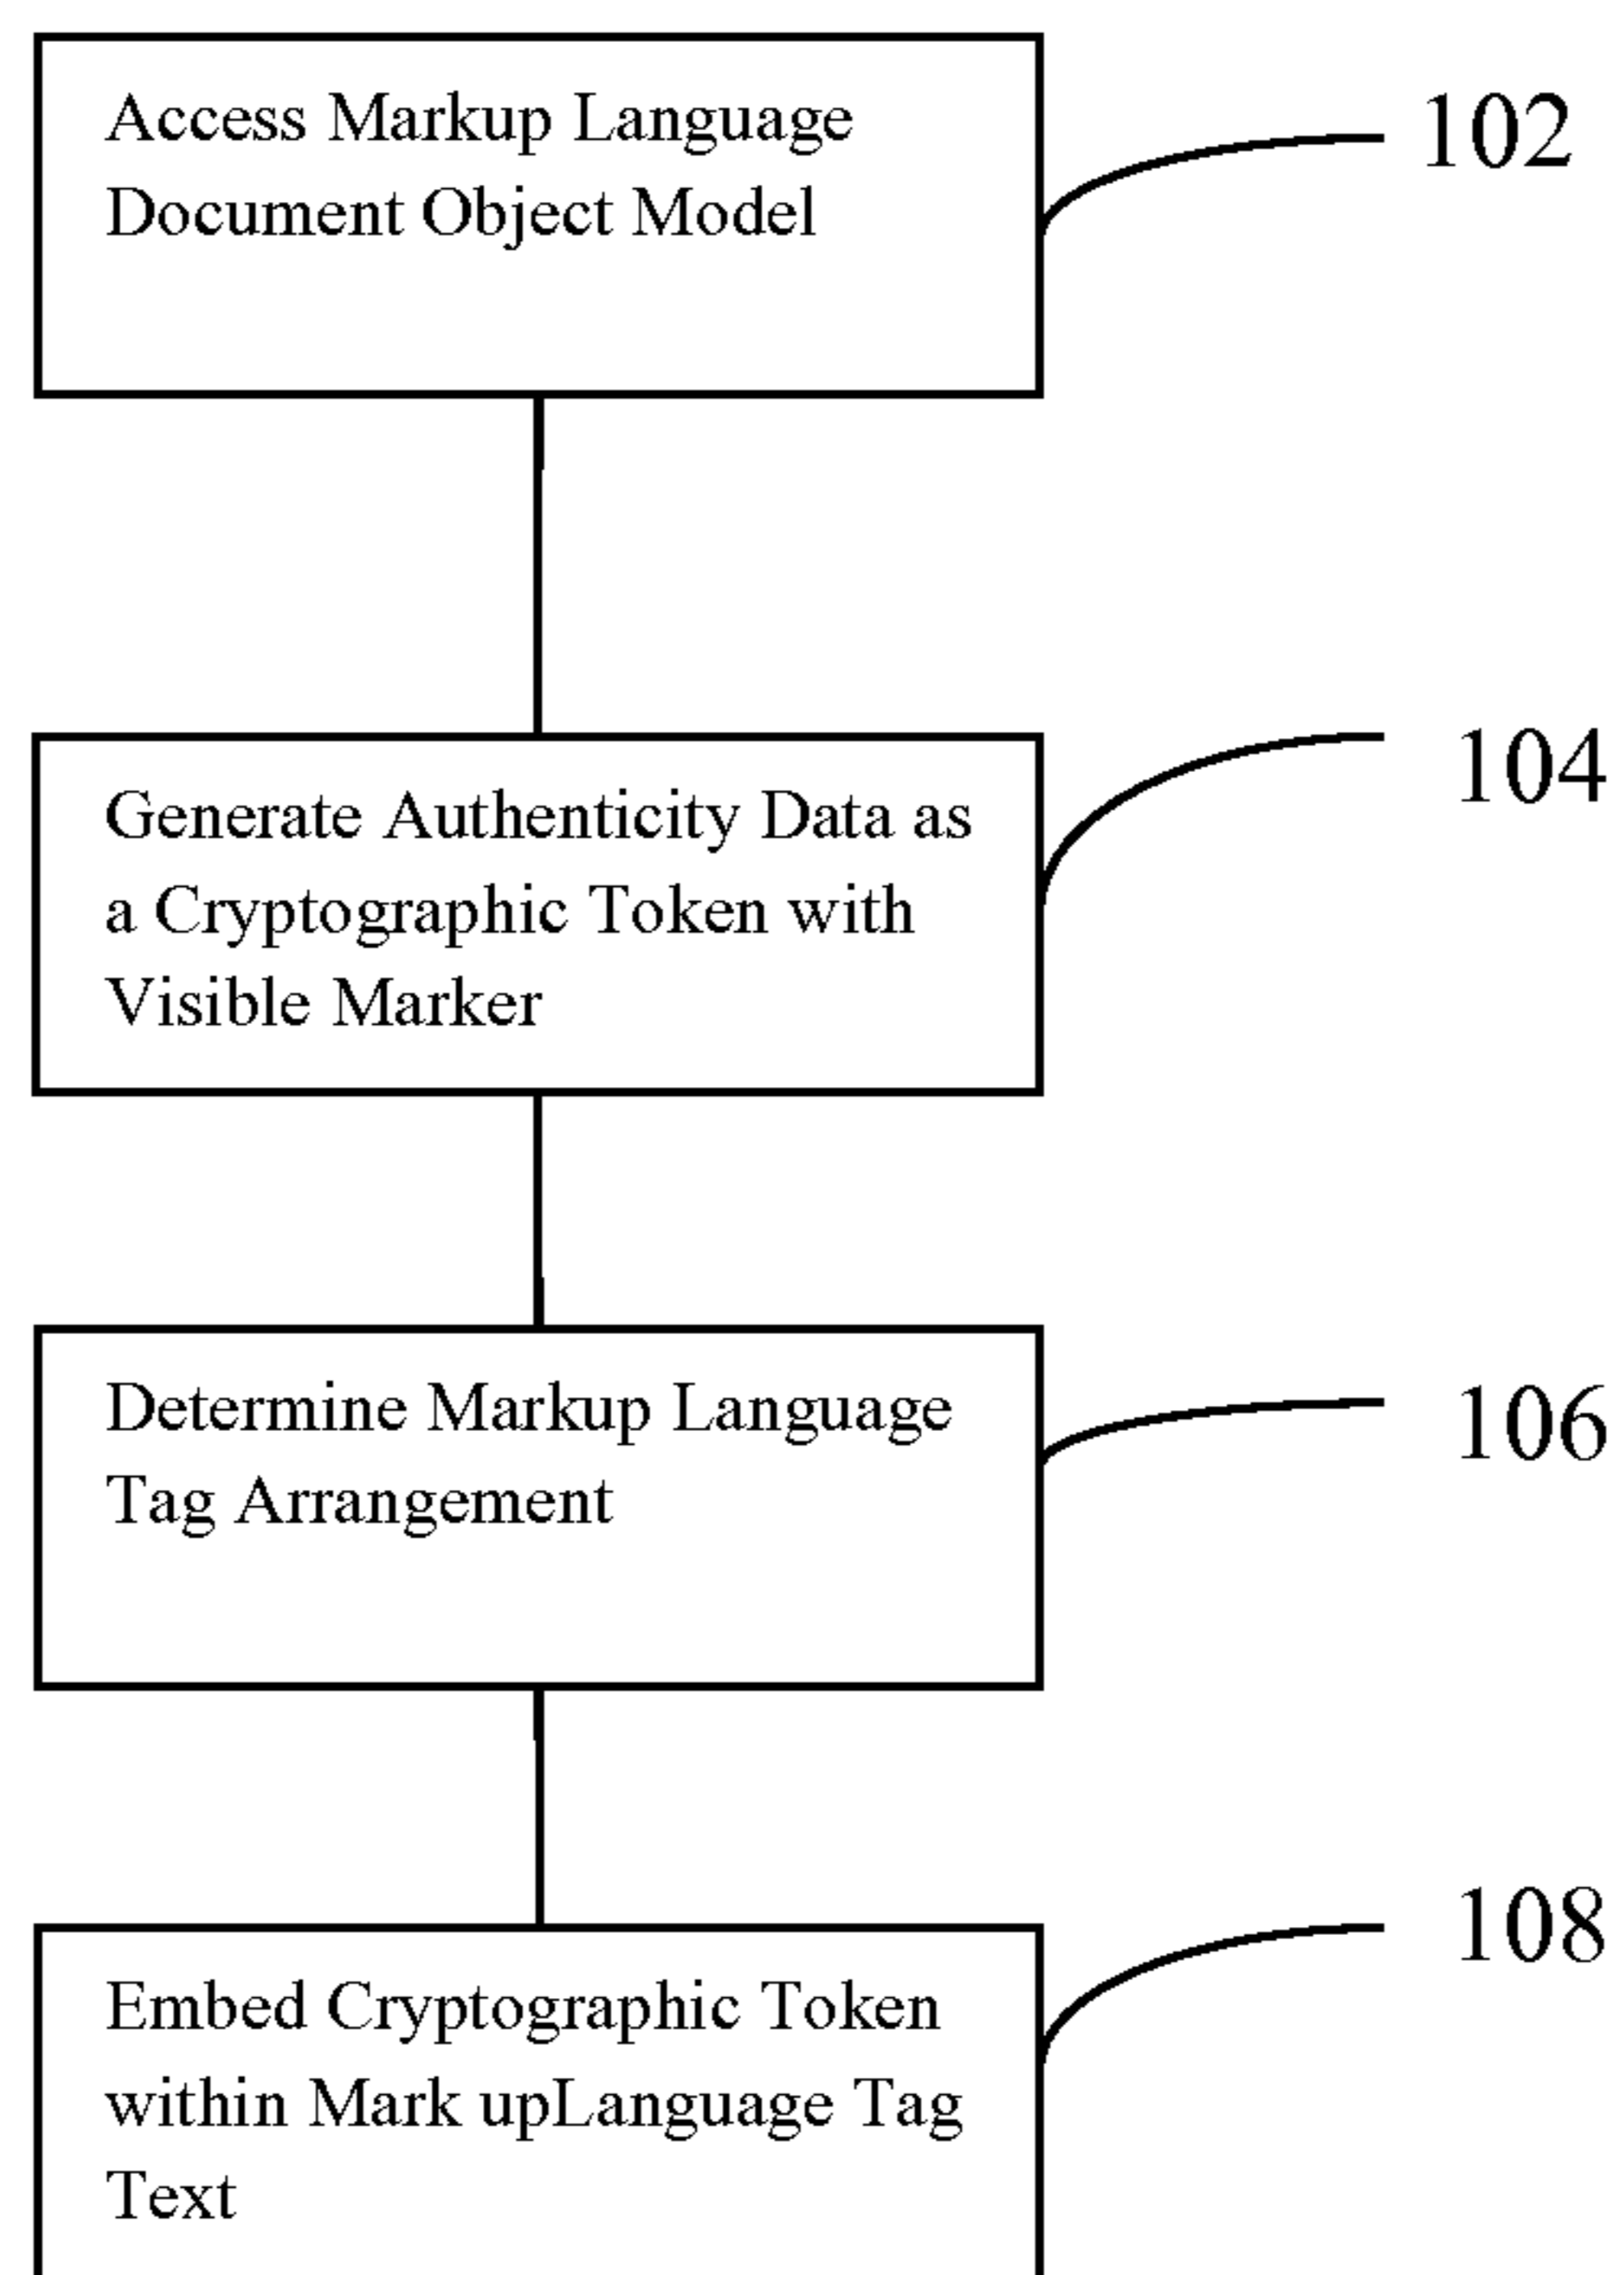 Access Markup Language
Document Object Model
102
Generate Authenticity Data as
a Cryptographic Token with
Visible Marker
104
Determine Markup Language
Tag Arrangement
106
Embed Cryptographic Token
within Mark upLanguage Tag
Text
108